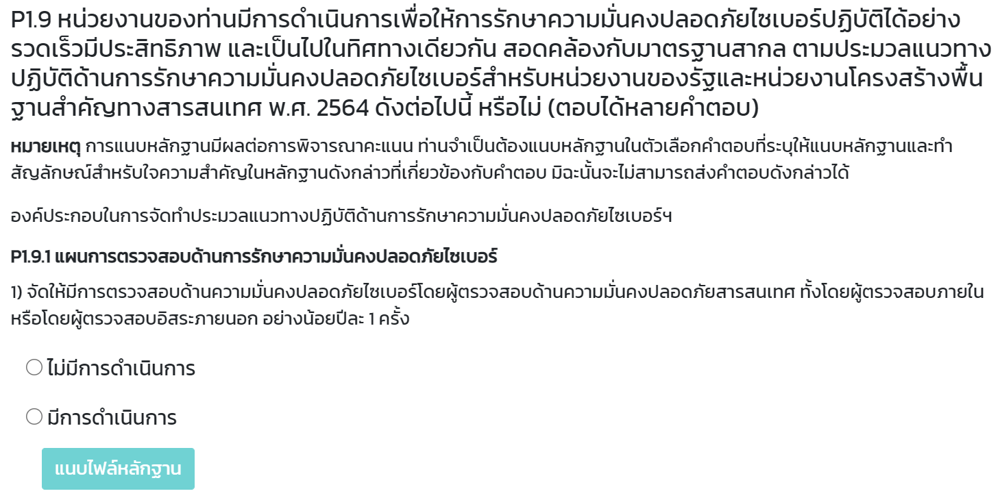 P1.9 หน่วยงานของท่านมีการดำเนินการเพื่อให้การรักษาความมั่นคงปลอดภัยไซเบอร์ปฏิบัติได้อย่าง
รวดเร็วมีประสิทธิภาพ และเป็นไปในทิศทางเดียวกัน สอดคล้องกับมาตรฐานสากล ตามประมวลแนวทาง
ปฏิบัติด้านการรักษาความมั่นคงปลอดภัยไซเบอร์สำหรับหน่วยงานของรัฐและหน่วยงานโครงสร้างพื้น
ฐานสำคัญทางสารสนเทศ พ.ศ. 2564 ดังต่อไปนี้ หรือไม่ (ตอบได้หลายคำตอบ)
หมายเหตุ การแนบหลักฐานมีผลต่อการพิจารณาคะแนน ท่านจำเป็นต้องแนบหลักฐานในตัวเลือกคำตอบที่ระบุให้แนบหลักฐานและทำ
สัญลักษณ์สำหรับใจความสำคัญในหลักฐานดังกล่าวที่เกี่ยวข้องกับคำตอบ มิฉะนั้นจะไม่สามารถส่งคำตอบดังกล่าวได้
องค์ประกอบในการจัดทำประมวลแนวทางปฏิบัติด้านการรักษาความมั่นคงปลอดภัยไซเบอร์ฯ
P1.9.1 แผนการตรวจสอบด้านการรักษาความมั่นคงปลอดภัยไซเบอร์
1) จัดให้มีการตรวจสอบด้านความมั่นคงปลอดภัยไซเบอร์โดยผู้ตรวจสอบด้านความมั่นคงปลอดภัยสารสนเทศ ทั้งโดยผู้ตรวจสอบภายใน
หรือโดยผู้ตรวจสอบอิสระภายนอก อย่างน้อยปีละ 1 ครั้ง
ไม่มีการดำเนินการ
มีการดำเนินการ
แนบไฟล์หลักฐาน